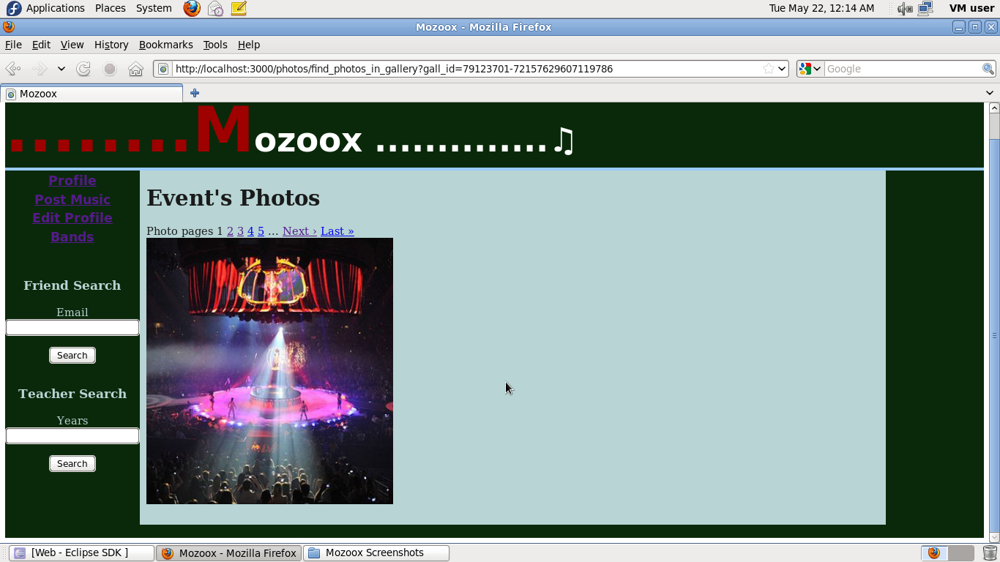 Applications Places System Tue May 22, 12:14 AM VM user
Mozoox - Mozilla Firefox
File Edit View History Bookmarks Tools Help
http://localhost:3000/photos/find_photos_in_gallery?gall_id=79123701-72157629607119786 Google
Mozoox
........Mozoox ..............♫
Profile
Post Music
Edit Profile
Bands
Friend Search
Email
Search
Teacher Search
Years
Search
Event's Photos
Photo pages 1 2 3 4 5 ... Next › Last »
[Web - Eclipse SDK ] Mozoox - Mozilla Firefox Mozoox Screenshots